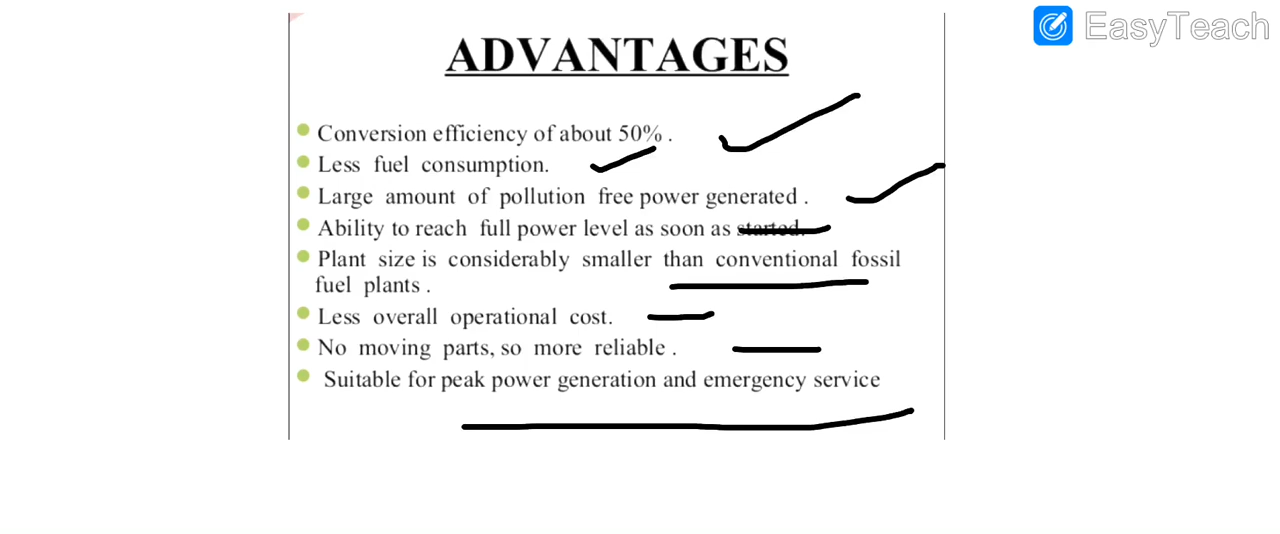 EasyTeach
ADVANTAGES
Conversion efficiency of about 50% .
Less fuel consumption.
Large amount of pollution free power generated .
Ability to reach full power level as soon as started.
Plant size is considerably smaller than conventional fossil
fuel plants .
Less overall operational cost.
No moving parts, so more reliable .
Suitable for peak power generation and emergency service